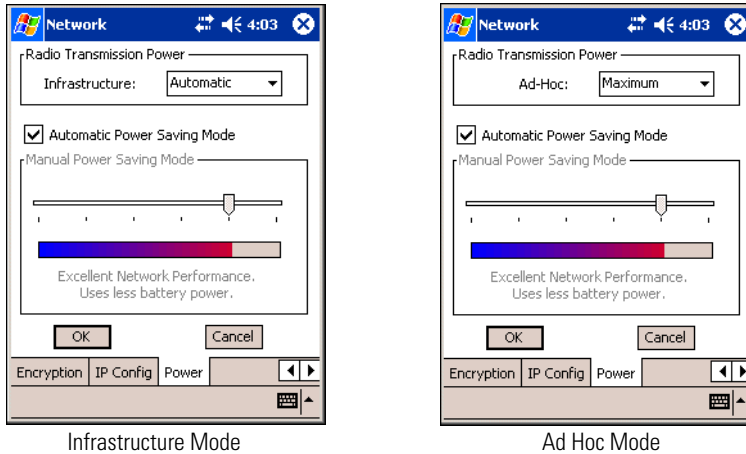 Network 4:03
Radio Transmission Power
Infrastructure: Automatic
Automatic Power Saving Mode
Manual Power Saving Mode
Excellent Network Performance.
Uses less battery power.
OK Cancel
Encryption IP Config Power
Infrastructure Mode
Network 4:03
Radio Transmission Power
Ad-Hoc: Maximum
Automatic Power Saving Mode
Manual Power Saving Mode
Excellent Network Performance.
Uses less battery power.
OK Cancel
Encryption IP Config Power
Ad Hoc Mode